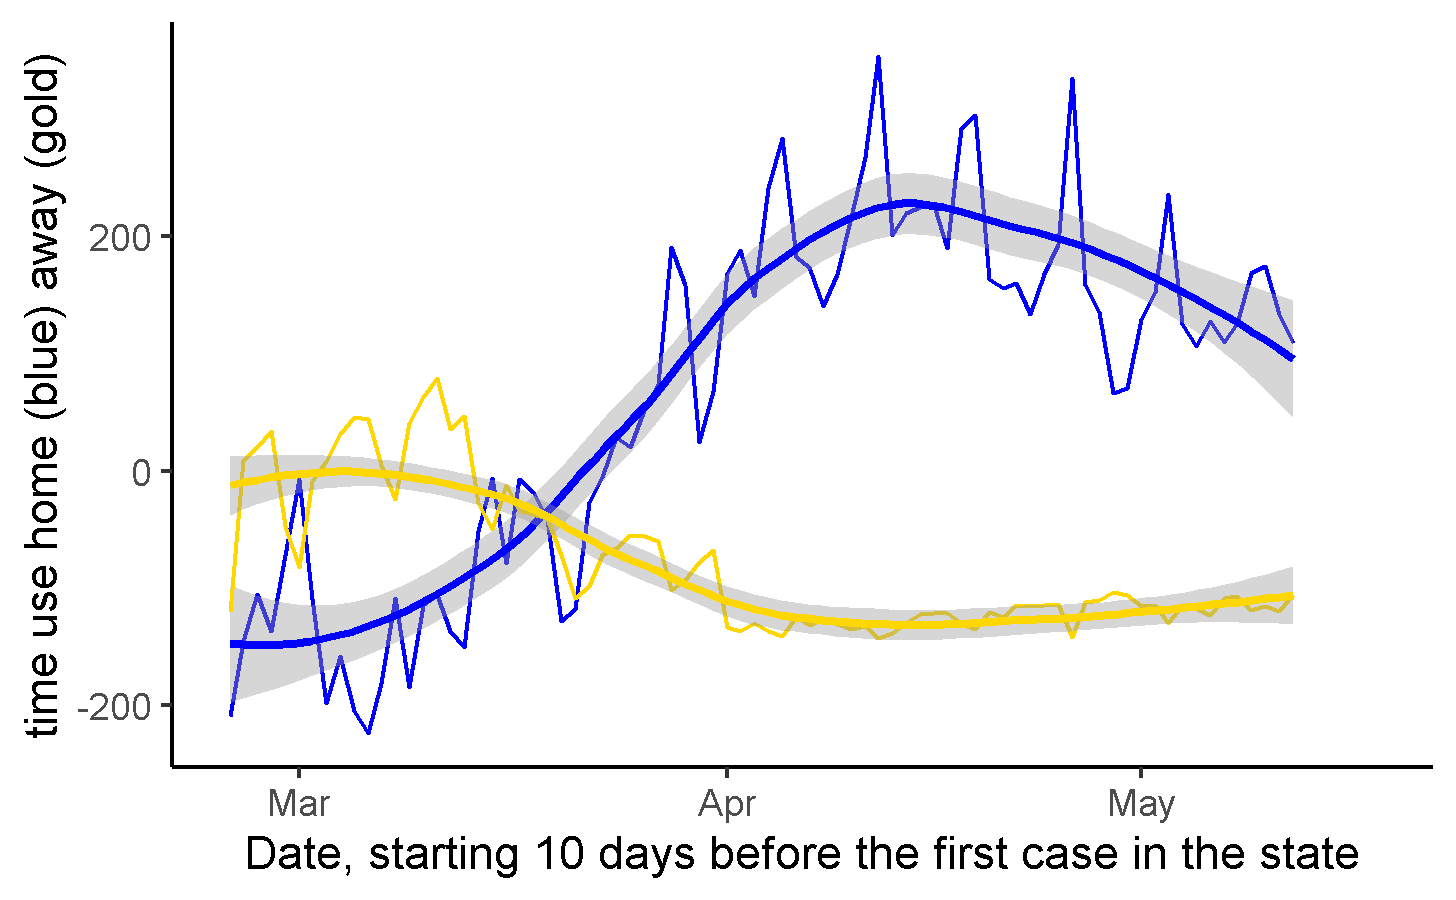 time use home (blue) away (gold)
200
0
-200
Mar
Apr
May
Date, starting 10 days before the first case in the state